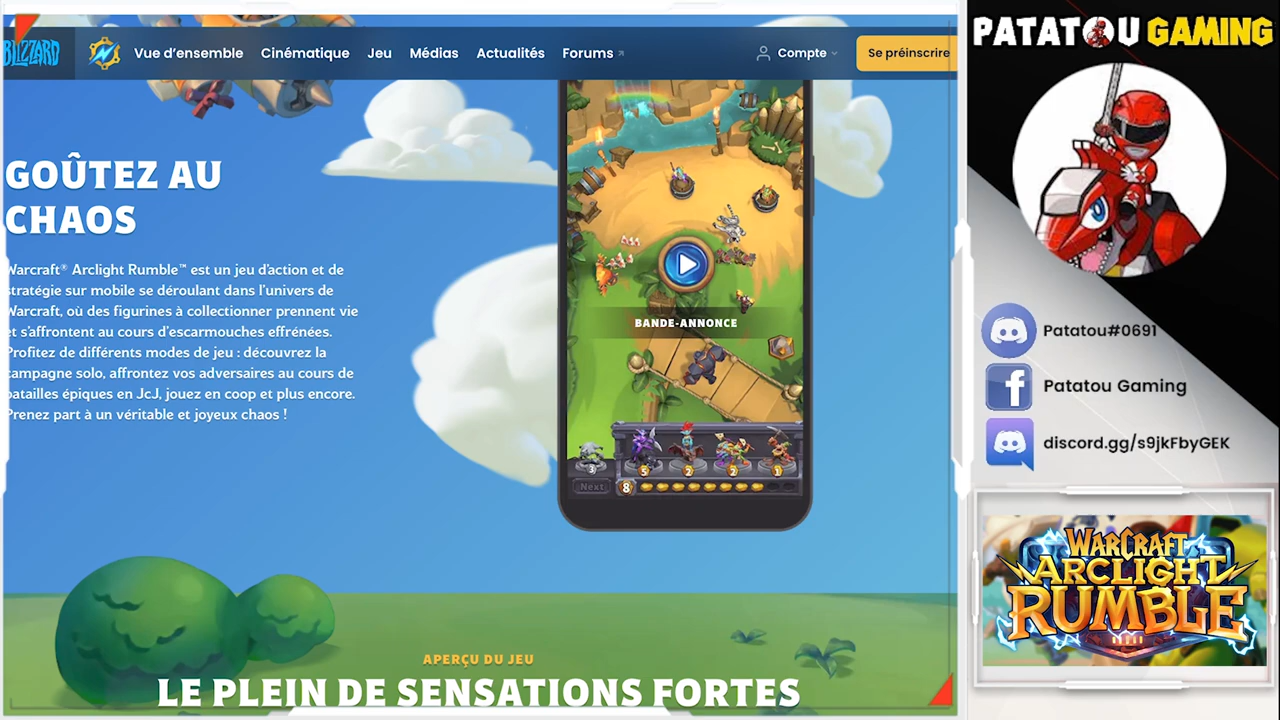 BLIZZARD
Vue d’ensemble Cinématique Jeu Médias Actualités Forums Compte Se préinscrire
GOÛTEZ AU
CHAOS
Warcraft® Arclight Rumble™ est un jeu d’action et de
stratégie sur mobile se déroulant dans l’univers de
Warcraft, où des figurines à collectionner prennent vie
et s’affrontent au cours d’escarmouches effrénées.
Profitez de différents modes de jeu : découvrez la
campagne solo, affrontez vos adversaires au cours de
batailles épiques en JcJ, jouez en coop et plus encore.
Prenez part à un véritable et joyeux chaos !
BANDE-ANNONCE
3 5 2 2 1
Next 8
APERÇU DU JEU
LE PLEIN DE SENSATIONS FORTES
PATATOU GAMING
Patatou#0691
Patatou Gaming
discord.gg/s9jkFbyGEK
WARCRAFT
ARCLIGHT
RUMBLE